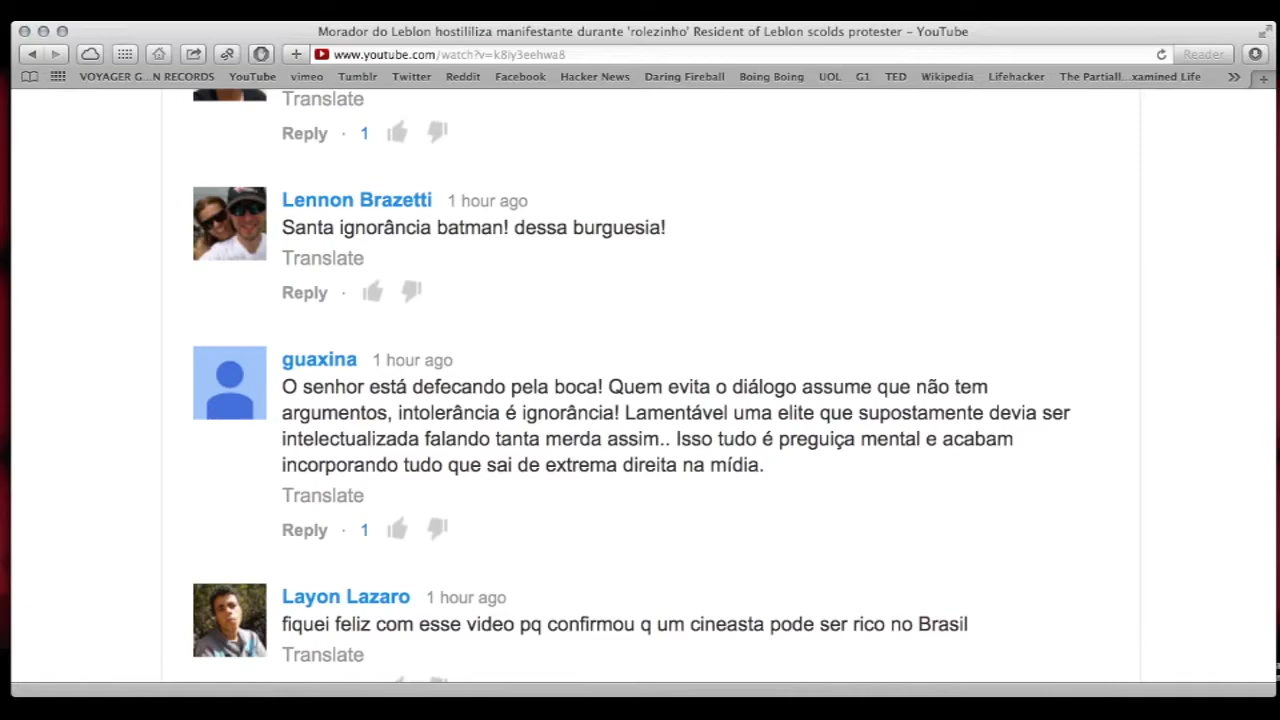 Morador do Leblon hostililiza manifestante durante 'rolezinho' Resident of Leblon scolds protester – YouTube
www.youtube.com/watch?v=k8iy3eehwa8
Reader
VOYAGER G...N RECORDS YouTube vimeo Tumblr Twitter Reddit Facebook Hacker News Daring Fireball Boing Boing UOL G1 TED Wikipedia Lifehacker The Partiall...xamined Life
Translate
Reply · 1
Lennon Brazetti 1 hour ago
Santa ignorância batman! dessa burguesia!
Translate
Reply ·
guaxina 1 hour ago
O senhor está defecando pela boca! Quem evita o diálogo assume que não tem
argumentos, intolerância é ignorância! Lamentável uma elite que supostamente devia ser
intelectualizada falando tanta merda assim.. Isso tudo é preguiça mental e acabam
incorporando tudo que sai de extrema direita na mídia.
Translate
Reply · 1
Layon Lazaro 1 hour ago
fiquei feliz com esse video pq confirmou q um cineasta pode ser rico no Brasil
Translate